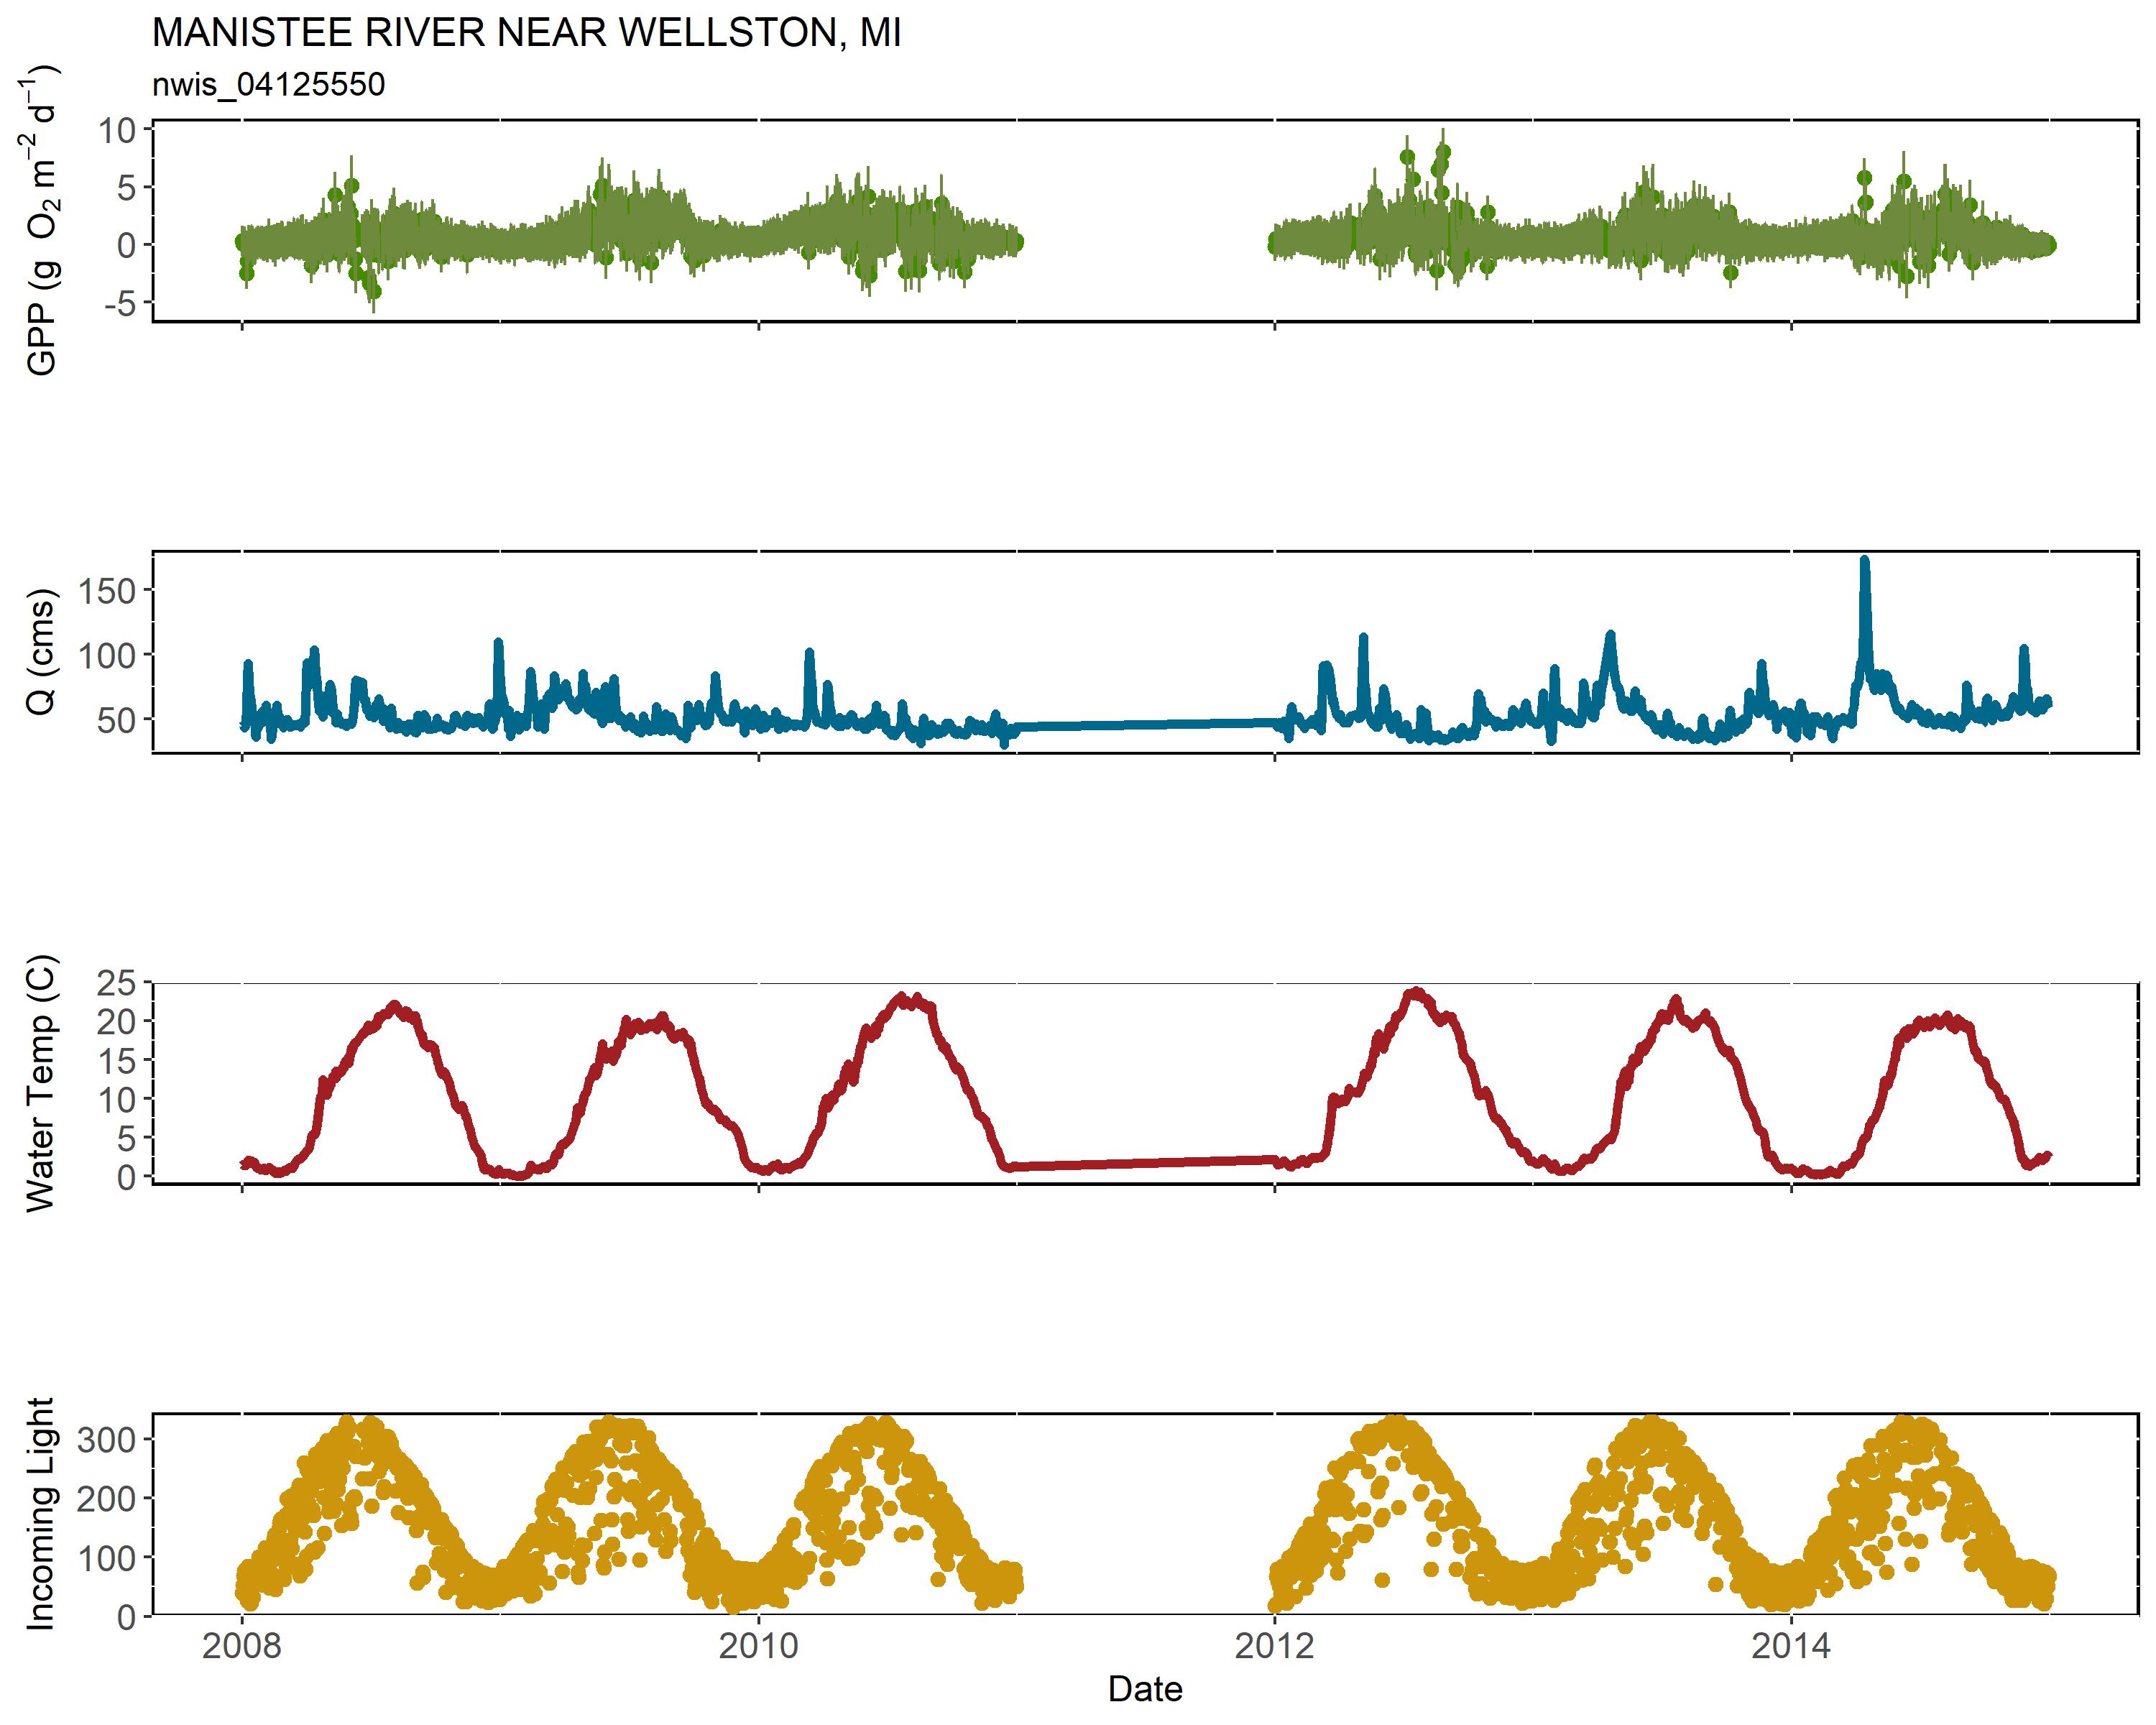 MANISTEE RIVER NEAR WELLSTON, MI
nwis_04125550
GPP (g O₂ m⁻² d⁻¹)
10
5
0
-5
Q (cms)
150
100
50
Water Temp (C)
25
20
15
10
5
0
Incoming Light
300
200
100
0
2008 2010 2012 2014
Date